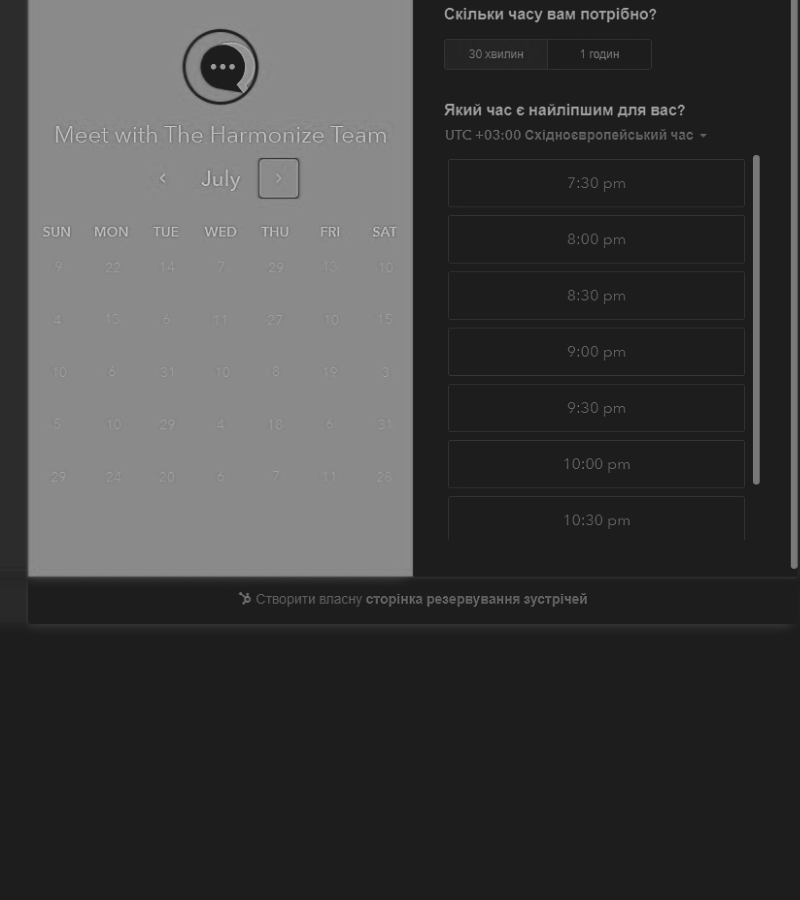 Meet with The Harmonize Team
July
SUN MON TUE WED THU FRI SAT
9 22 14 7 29 13 10
4 13 6 11 27 10 15
10 6 31 10 8 19 3
5 10 29 4 18 6 31
29 24 20 6 7 11 28
Скільки часу вам потрібно?
30 хвилин 1 годин
Який час є найліпшим для вас?
UTC +03:00 Східноєвропейський час
7:30 pm
8:00 pm
8:30 pm
9:00 pm
9:30 pm
10:00 pm
10:30 pm
Створити власну сторінка резервування зустрічей